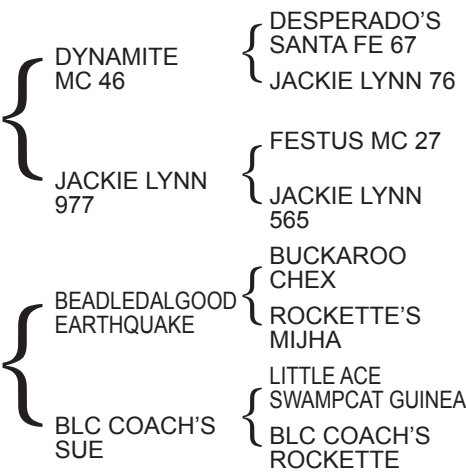 DESPERADO'S
SANTA FE 67
DYNAMITE
MC 46
JACKIE LYNN 76
FESTUS MC 27
JACKIE LYNN
977
JACKIE LYNN
565
BUCKAROO
CHEX
BEADLEDALGOOD
EARTHQUAKE
ROCKETTE'S
MIJHA
LITTLE ACE
SWAMPCAT GUINEA
BLC COACH'S
SUE
BLC COACH'S
ROCKETTE